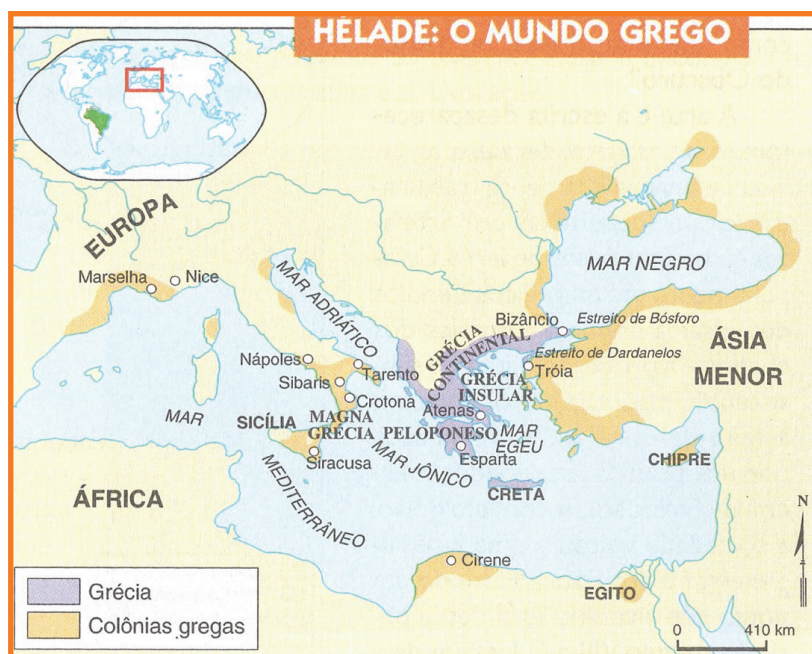 HÉLADE: O MUNDO GREGO
EUROPA
Marselha
Nice
MAR ADRIÁTICO
MAR NEGRO
GRÉCIA
CONTINENTAL
Bizâncio
Estreito de Bósforo
Estreito de Dardanelos
ÁSIA
MENOR
Nápoles
Tarento
Tróia
Sibaris
GRÉCIA
INSULAR
Crotona
Atenas
MAR
SICÍLIA
MAGNA
GRÉCIA
PELOPONESO
MAR
EGEU
Siracusa
MAR JÔNICO
Esparta
CHIPRE
MEDITERRÂNEO
CRETA
ÁFRICA
N
Cirene
EGITO
Grécia
Colônias gregas
0 410 km